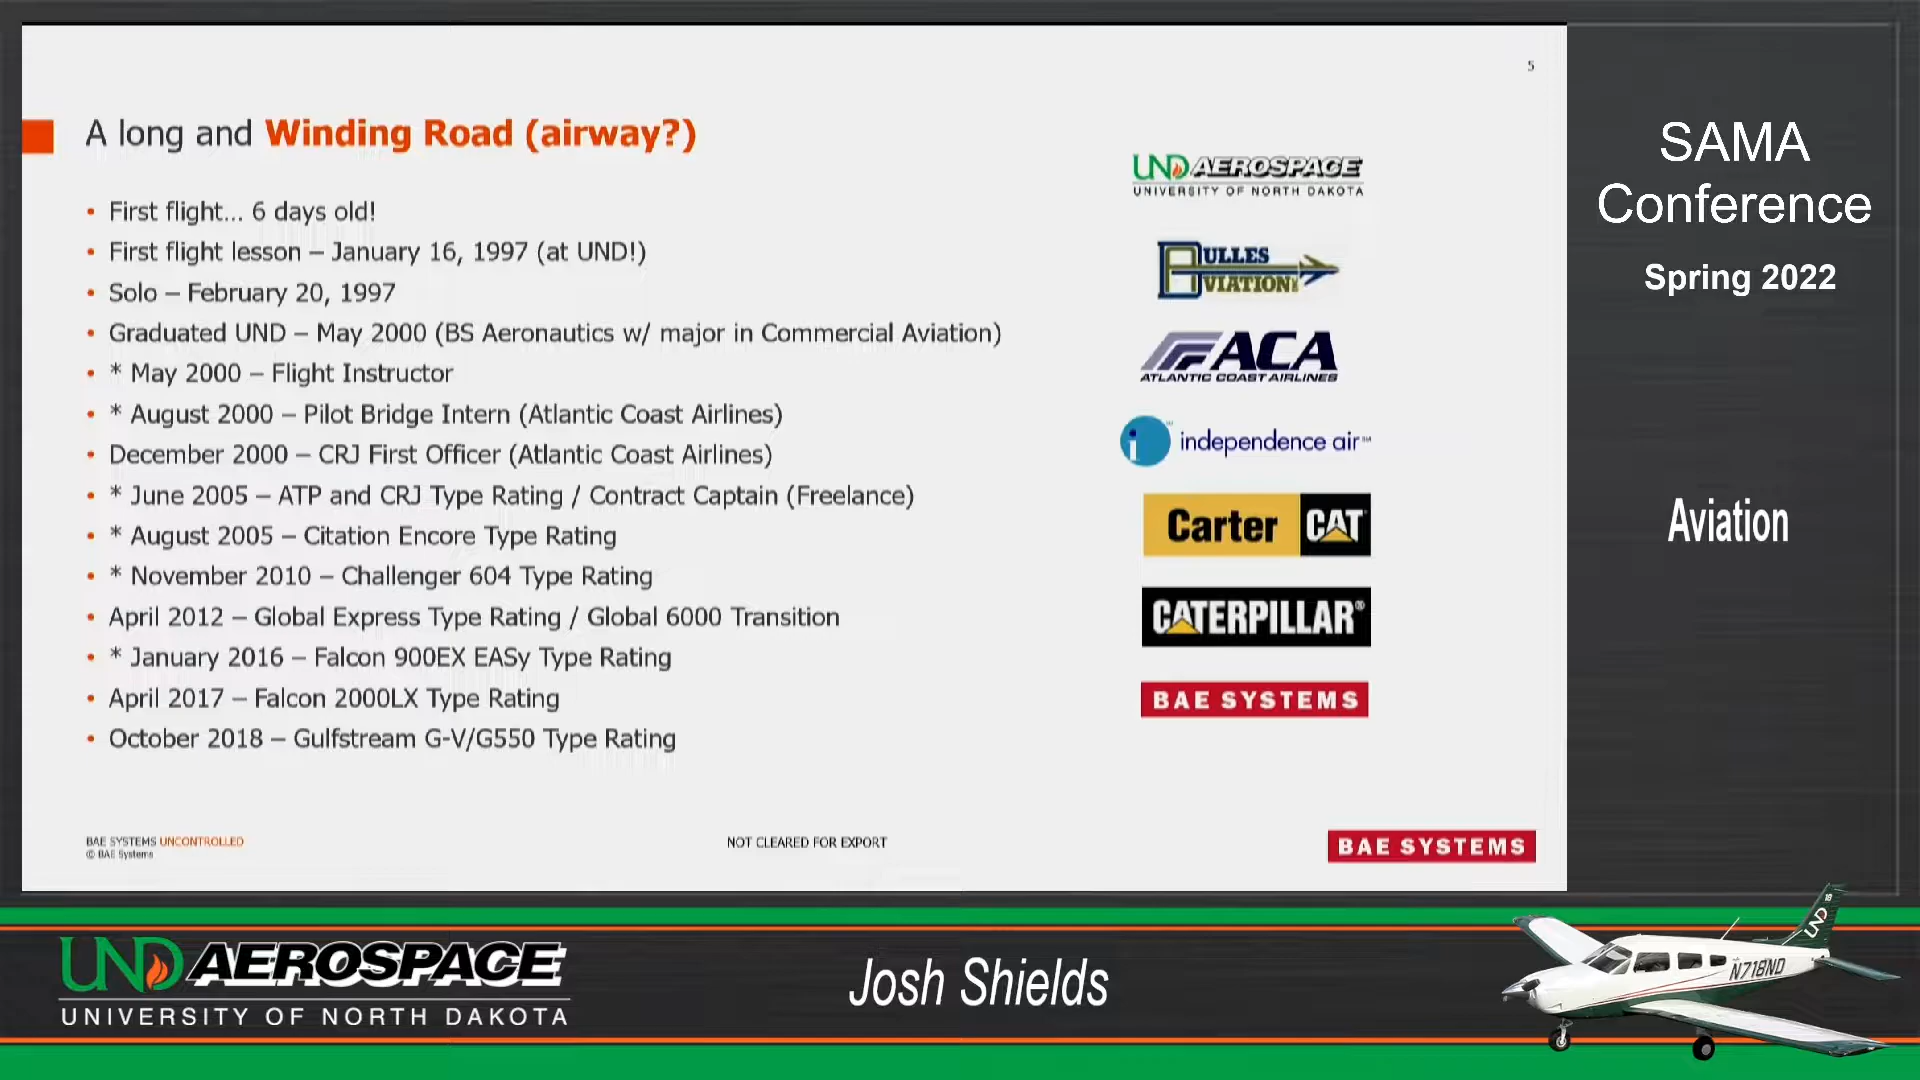 5
A long and Winding Road (airway?)
• First flight... 6 days old!
• First flight lesson – January 16, 1997 (at UND!)
• Solo – February 20, 1997
• Graduated UND – May 2000 (BS Aeronautics w/ major in Commercial Aviation)
• * May 2000 – Flight Instructor
• * August 2000 – Pilot Bridge Intern (Atlantic Coast Airlines)
• December 2000 – CRJ First Officer (Atlantic Coast Airlines)
• * June 2005 – ATP and CRJ Type Rating / Contract Captain (Freelance)
• * August 2005 – Citation Encore Type Rating
• * November 2010 – Challenger 604 Type Rating
• April 2012 – Global Express Type Rating / Global 6000 Transition
• * January 2016 – Falcon 900EX EASy Type Rating
• April 2017 – Falcon 2000LX Type Rating
• October 2018 – Gulfstream G-V/G550 Type Rating
UND AEROSPACE
UNIVERSITY OF NORTH DAKOTA
ULLES
AVIATION
ACA
ATLANTIC COAST AIRLINES
i independence air℠
Carter CAT
CATERPILLAR®
BAE SYSTEMS
BAE SYSTEMS UNCONTROLLED
© BAE Systems
NOT CLEARED FOR EXPORT
BAE SYSTEMS
SAMA
Conference
Spring 2022
Aviation
UND AEROSPACE
UNIVERSITY OF NORTH DAKOTA
Josh Shields
UND
N718ND